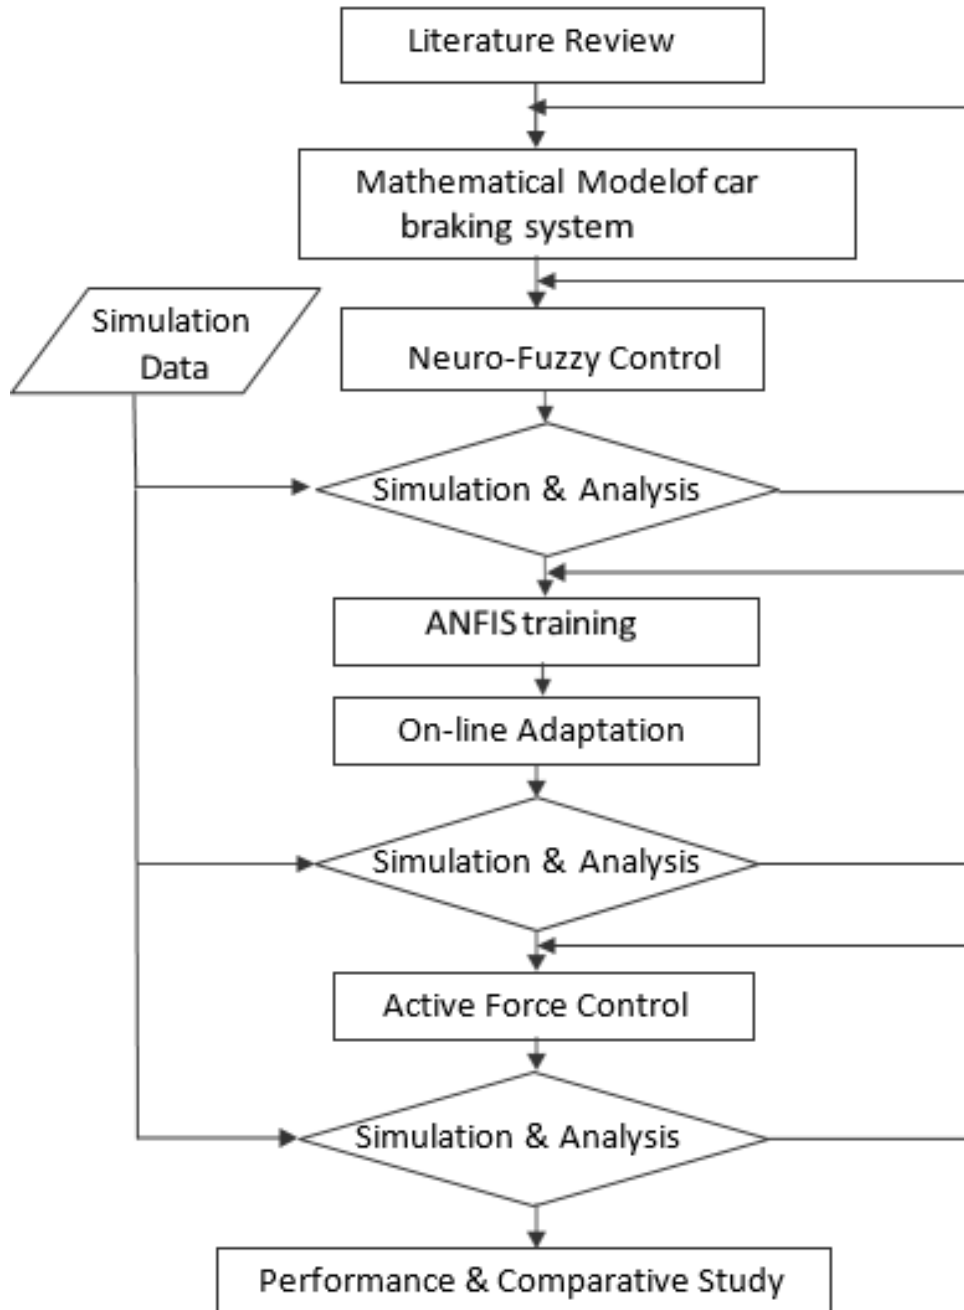 Literature Review
Mathematical Modelof car
braking system
Simulation
Data
Neuro-Fuzzy Control
Simulation & Analysis
ANFIS training
On-line Adaptation
Simulation & Analysis
Active Force Control
Simulation & Analysis
Performance & Comparative Study